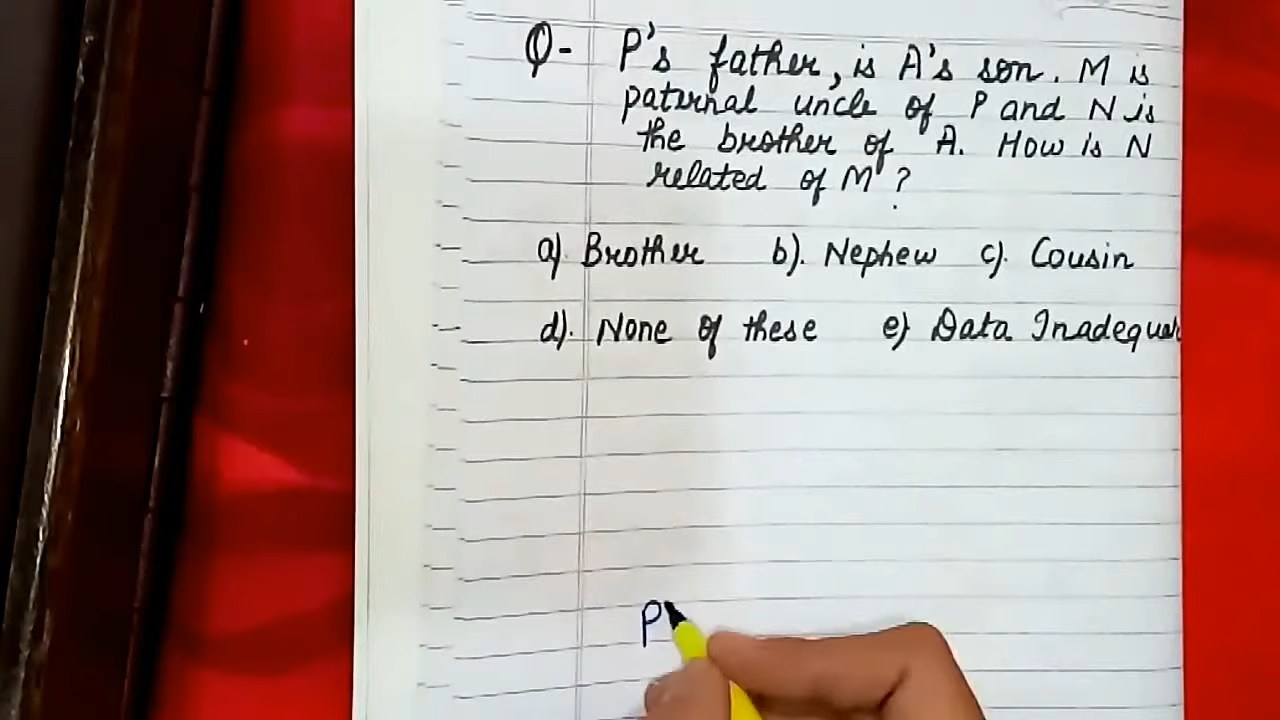 Q- P's father, is A's son. M is
paternal uncle of P and N is
the brother of A. How is N
related of M ?
a). Brother b). Nephew c). Cousin
d). None of these e) Data
P